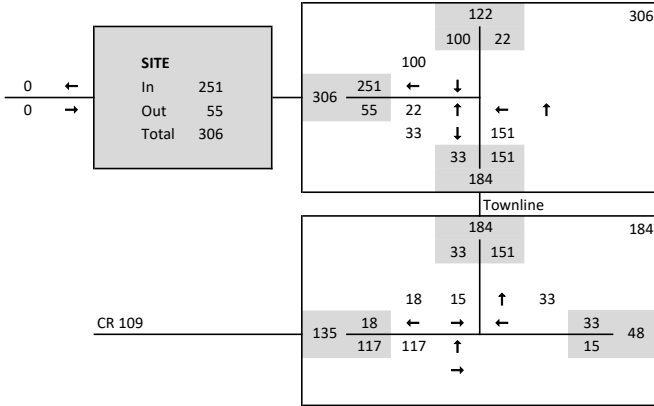 122 306
100 22
SITE 100
0 ← In 251 306 251 ← ↓
0 → Out 55 55 22 ↑ ← ↑
Total 306 33 ↓ 151
33 151
184
Townline
184 184
33 151
18 15 ↑ 33
CR 109 135 18 ← → ← 33 48
117 117 ↑ 15
→